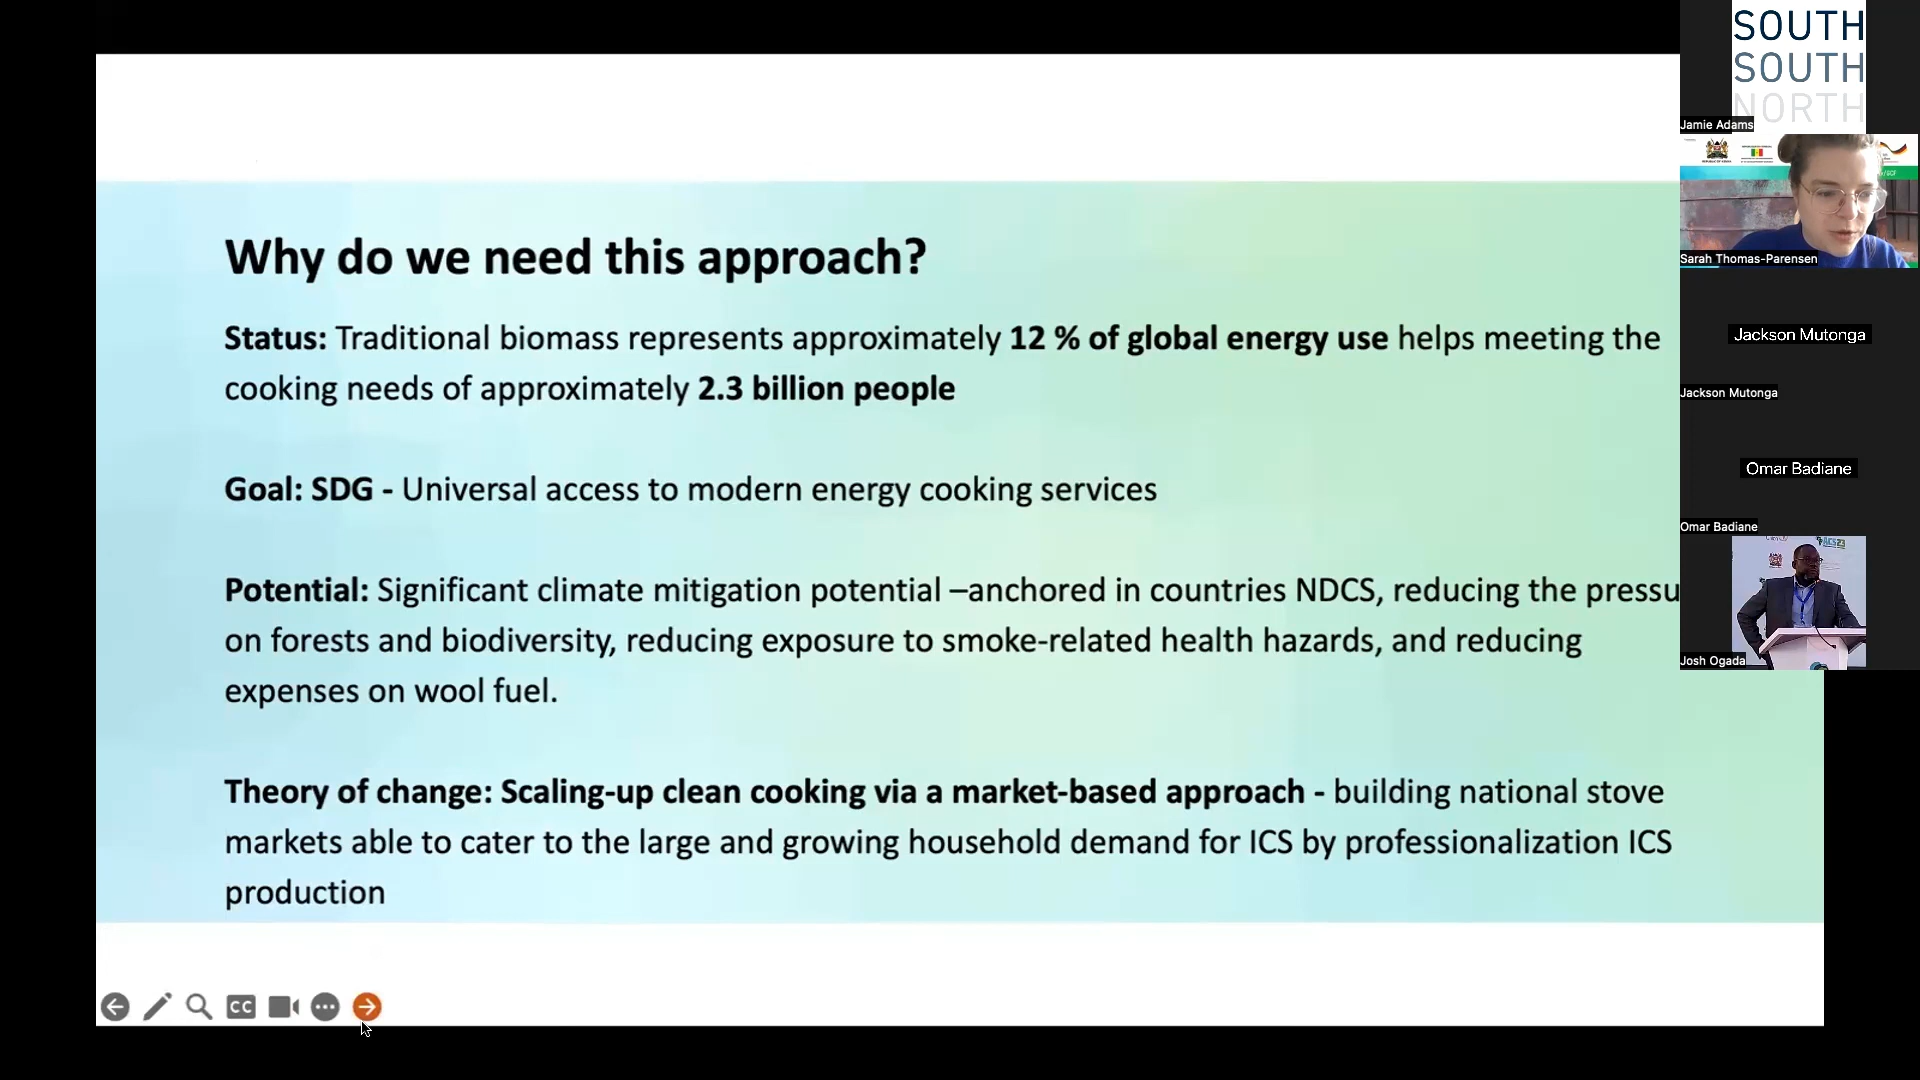 Why do we need this approach?
Status: Traditional biomass represents approximately 12 % of global energy use helps meeting the
cooking needs of approximately 2.3 billion people
Goal: SDG - Universal access to modern energy cooking services
Potential: Significant climate mitigation potential –anchored in countries NDCS, reducing the pressu
on forests and biodiversity, reducing exposure to smoke-related health hazards, and reducing
expenses on wool fuel.
Theory of change: Scaling-up clean cooking via a market-based approach - building national stove
markets able to cater to the large and growing household demand for ICS by professionalization ICS
production
CC
SOUTH
SOUTH
NORTH
Jamie Adams
Sarah Thomas-Parensen
Jackson Mutonga
Jackson Mutonga
Omar Badiane
Omar Badiane
ACS23
Josh Ogada